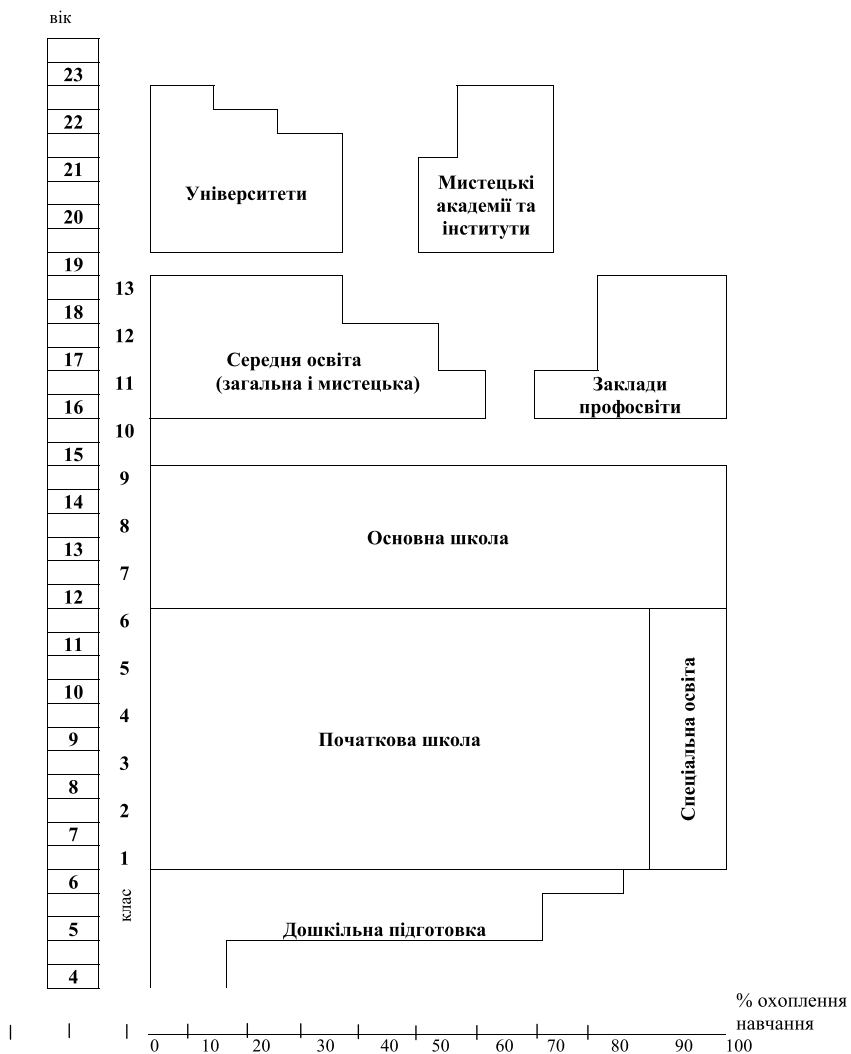 вік
23
22
Університети
Мистецькі
академії та
інститути
21
20
19
13
18
12
17
Середня освіта
(загальна і мистецька)
11
Заклади
профосвіти
16
10
15
9
14
8
Основна школа
13
7
12
6
11
5
10
4
9
Початкова школа
Спеціальна освіта
3
8
2
7
1
6
клас
5
Дошкільна підготовка
4
% охоплення
навчання
0 10 20 30 40 50 60 70 80 90 100